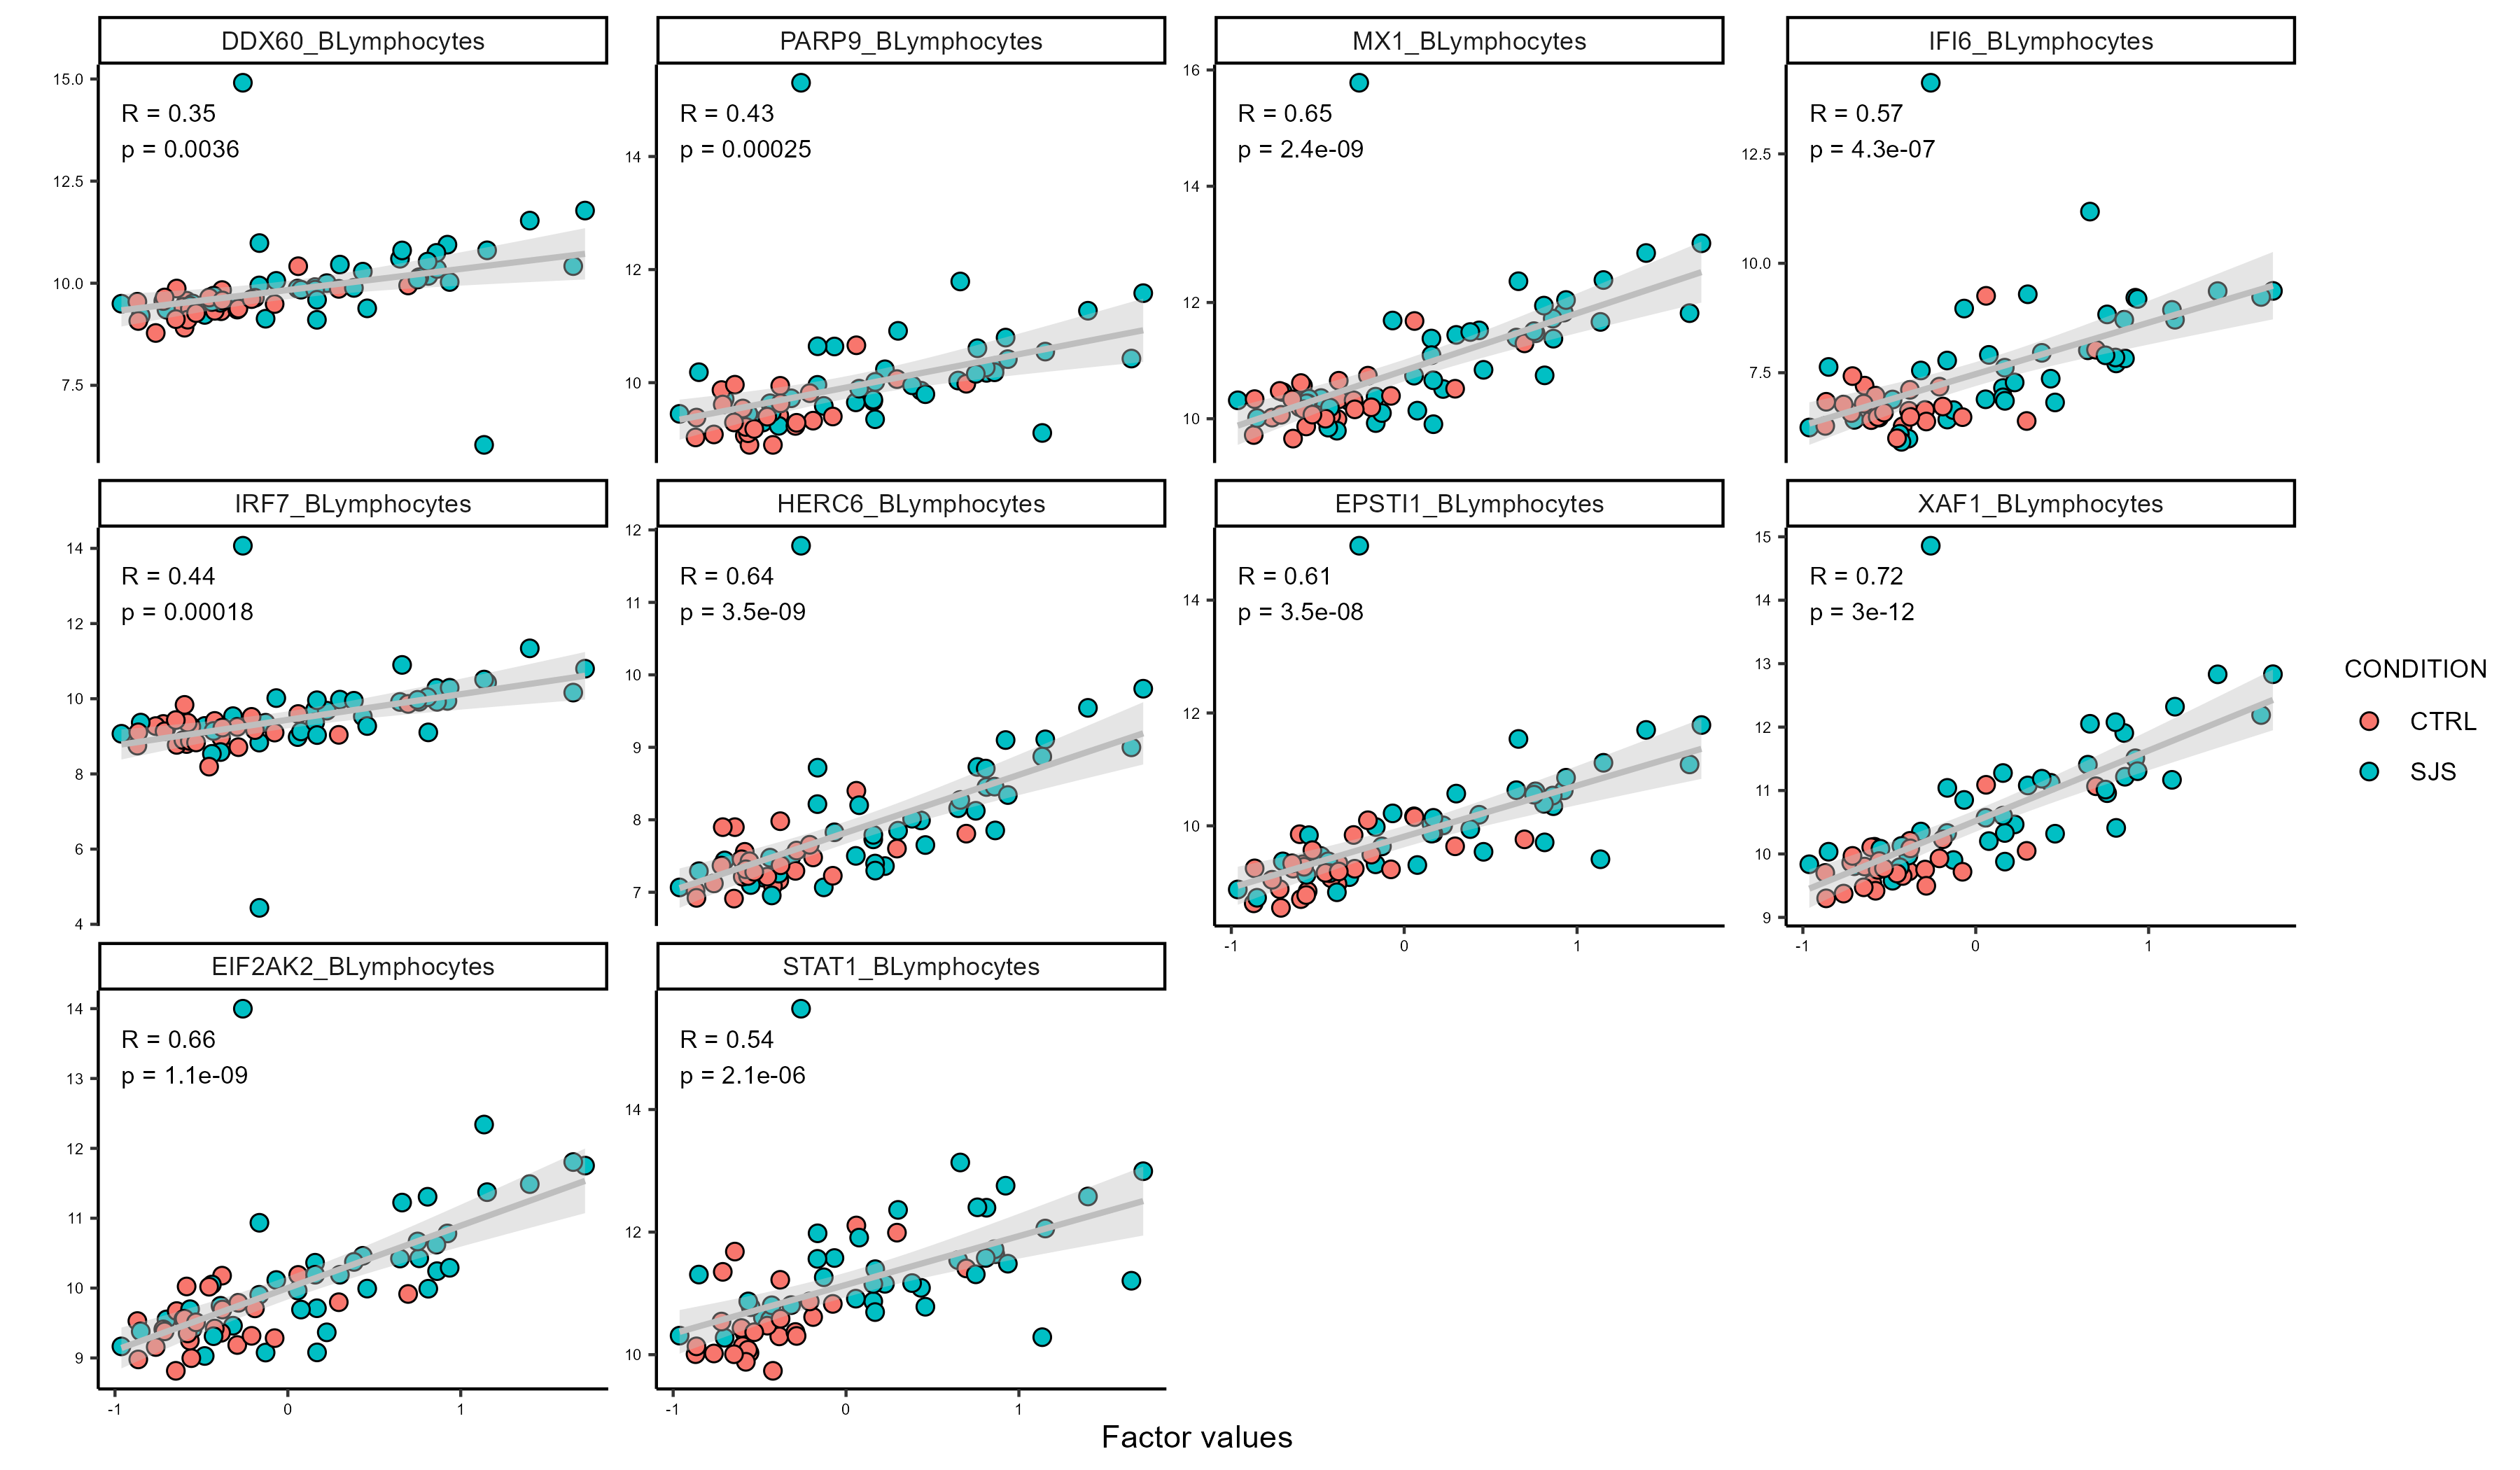 DDX60_BLymphocytes
R = 0.35
p = 0.0036
15.0
12.5
10.0
7.5
PARP9_BLymphocytes
R = 0.43
p = 0.00025
14
12
10
MX1_BLymphocytes
R = 0.65
p = 2.4e-09
16
14
12
10
IFI6_BLymphocytes
R = 0.57
p = 4.3e-07
12.5
10.0
7.5
IRF7_BLymphocytes
R = 0.44
p = 0.00018
14
12
10
8
6
4
HERC6_BLymphocytes
R = 0.64
p = 3.5e-09
12
11
10
9
8
7
EPSTI1_BLymphocytes
R = 0.61
p = 3.5e-08
14
12
10
-1 0 1
XAF1_BLymphocytes
R = 0.72
p = 3e-12
15
14
13
12
11
10
9
-1 0 1
EIF2AK2_BLymphocytes
R = 0.66
p = 1.1e-09
14
13
12
11
10
9
-1 0 1
STAT1_BLymphocytes
R = 0.54
p = 2.1e-06
14
12
10
-1 0 1
Factor values
CONDITION
CTRL
SJS